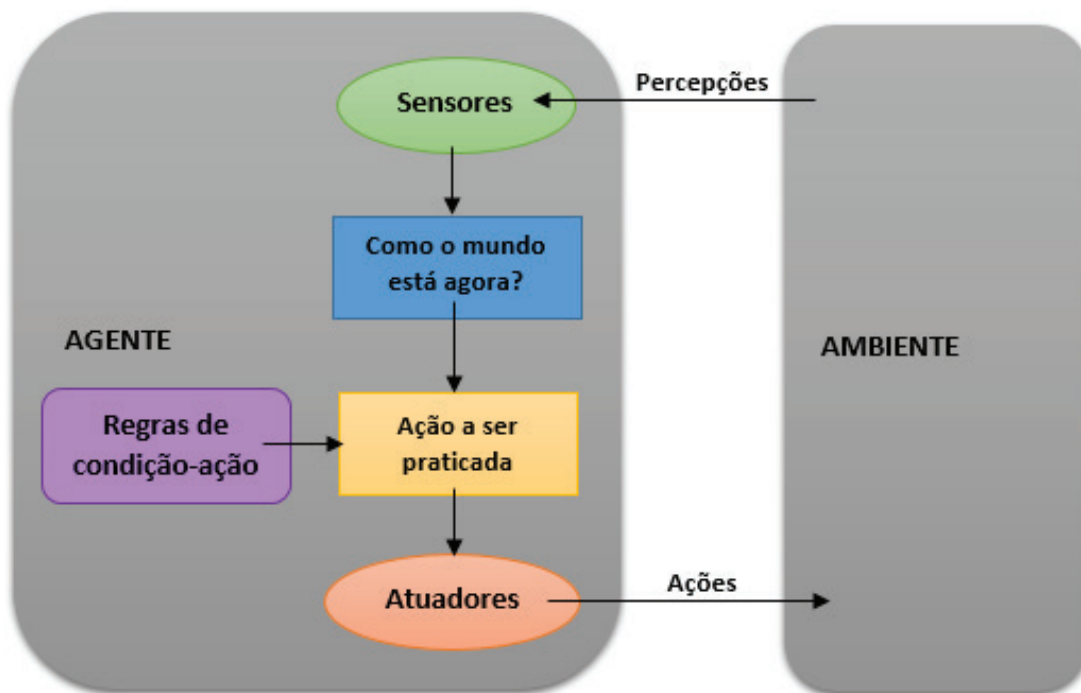 Percepções
Sensores
Como o mundo
está agora?
AGENTE
AMBIENTE
Regras de
condição-ação
Ação a ser
praticada
Atuadores
Ações